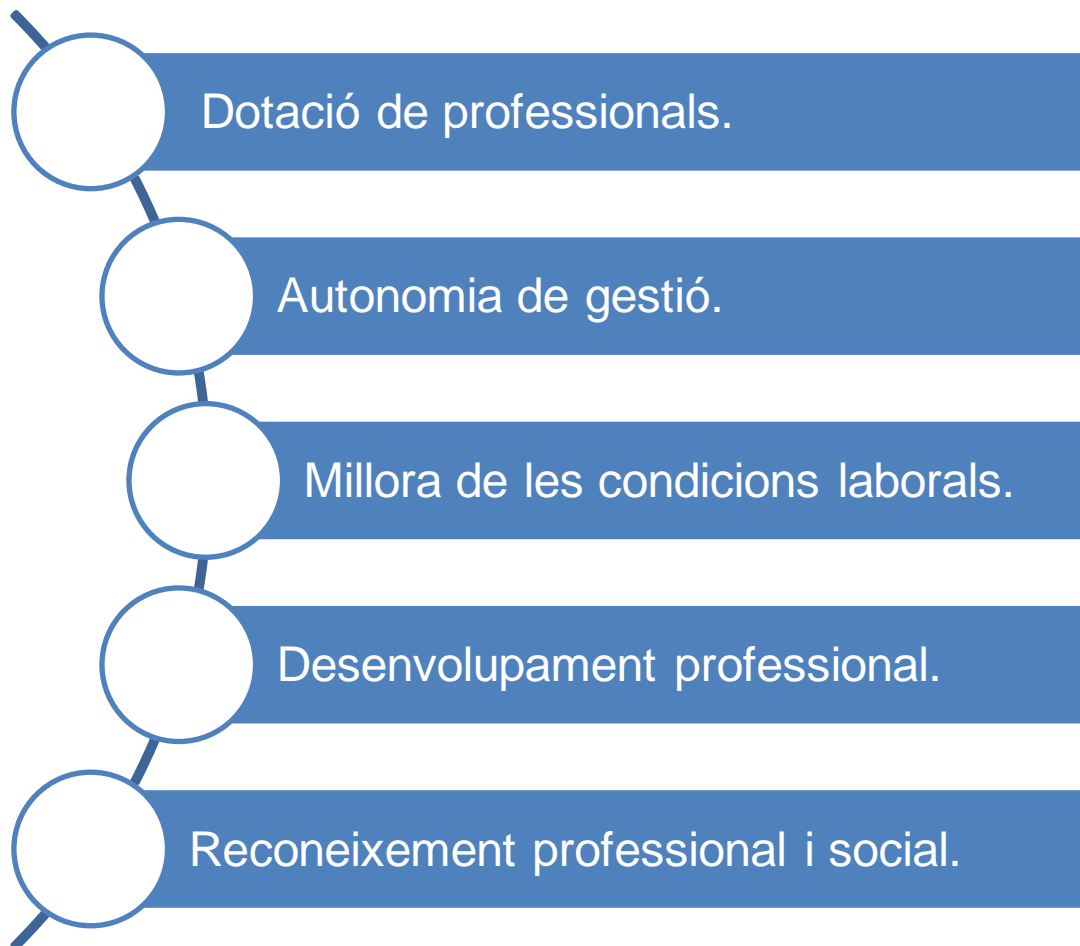 Dotació de professionals.
Autonomia de gestió.
Millora de les condicions laborals.
Desenvolupament professional.
Reconeixement professional i social.